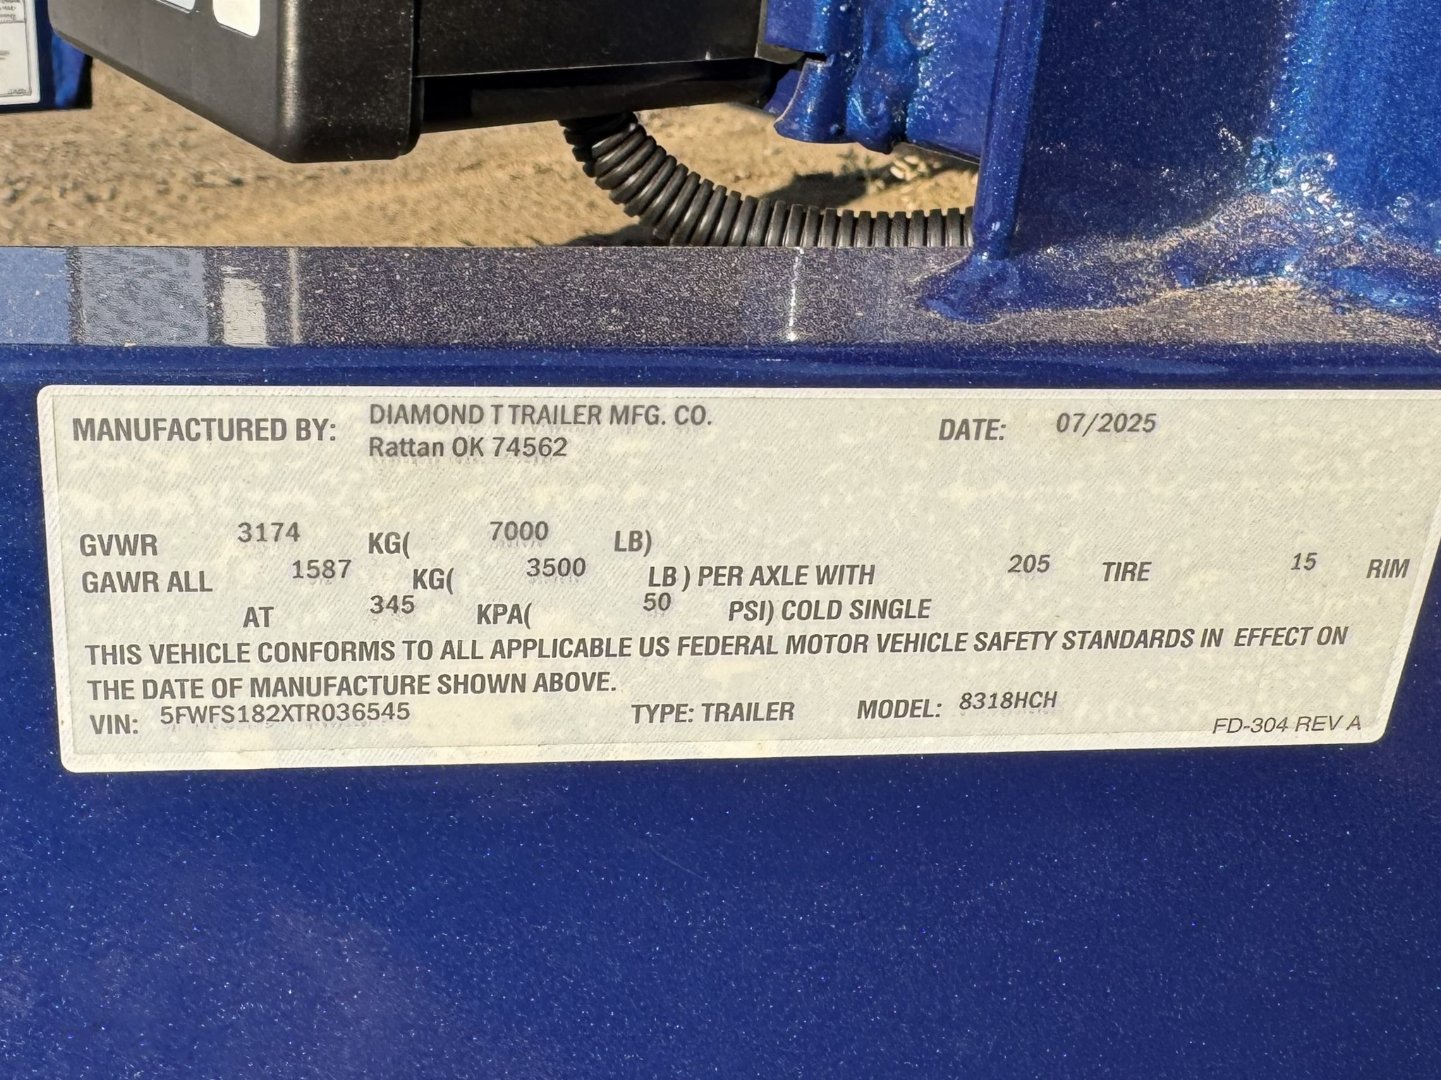 MANUFACTURED BY: DIAMOND T TRAILER MFG. CO. DATE: 07/2025
Rattan OK 74562
GVWR 3174 KG( 7000 LB)
GAWR ALL 1587 KG( 3500 LB ) PER AXLE WITH 205 TIRE 15 RIM
AT 345 KPA( 50 PSI) COLD SINGLE
THIS VEHICLE CONFORMS TO ALL APPLICABLE US FEDERAL MOTOR VEHICLE SAFETY STANDARDS IN EFFECT ON
THE DATE OF MANUFACTURE SHOWN ABOVE.
VIN: 5FWFS182XTR036545 TYPE: TRAILER MODEL: 8318HCH
FD-304 REV A